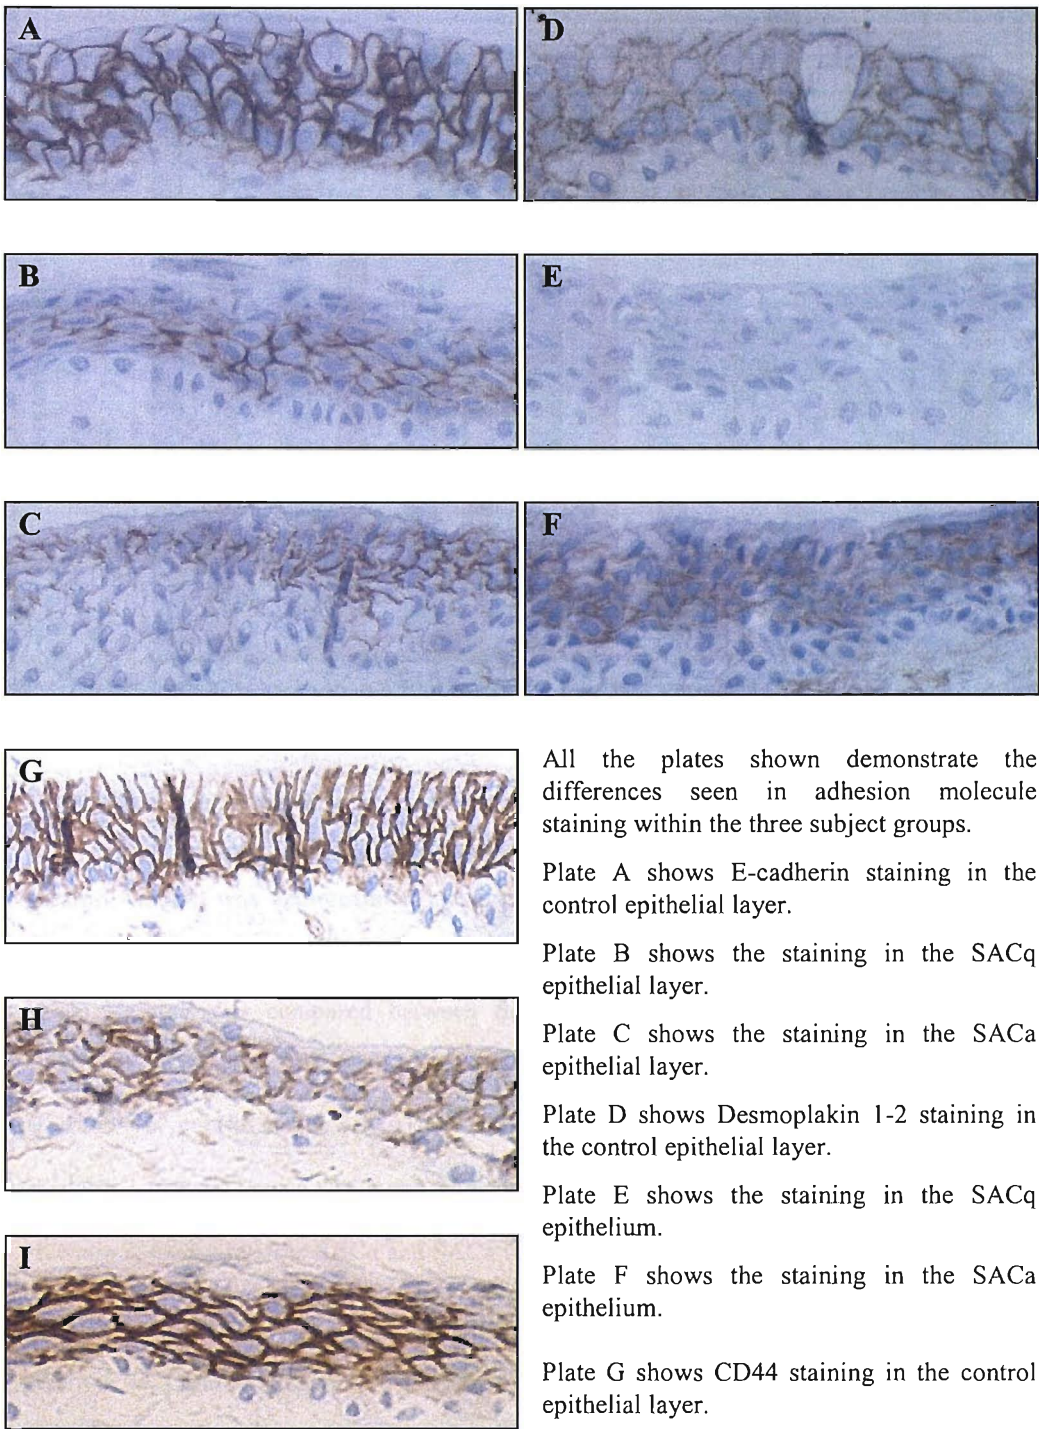 A
D
B
E
C
F
G
H
I
All the plates shown demonstrate the
differences seen in adhesion molecule
staining within the three subject groups.
Plate A shows E-cadherin staining in the
control epithelial layer.
Plate B shows the staining in the SACq
epithelial layer.
Plate C shows the staining in the SACa
epithelial layer.
Plate D shows Desmoplakin 1-2 staining in
the control epithelial layer.
Plate E shows the staining in the SACq
epithelium.
Plate F shows the staining in the SACa
epithelium.
Plate G shows CD44 staining in the control
epithelial layer.